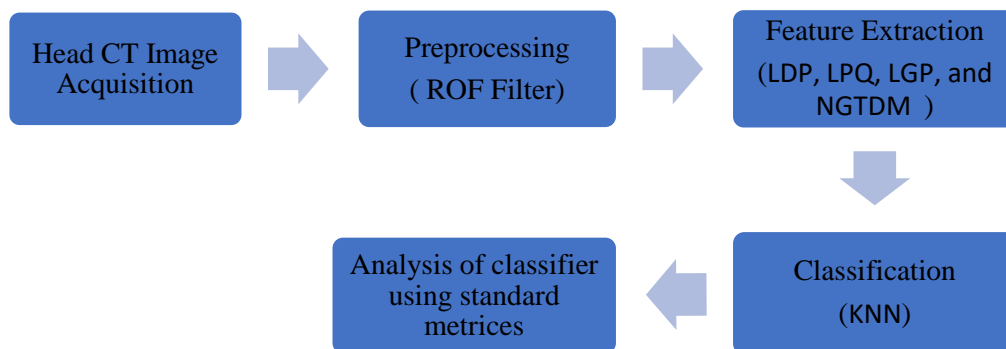 Head CT Image
Acquisition
Preprocessing
( ROF Filter)
Feature Extraction
(LDP, LPQ, LGP, and
NGTDM )
Classification
(KNN)
Analysis of classifier
using standard
metrices